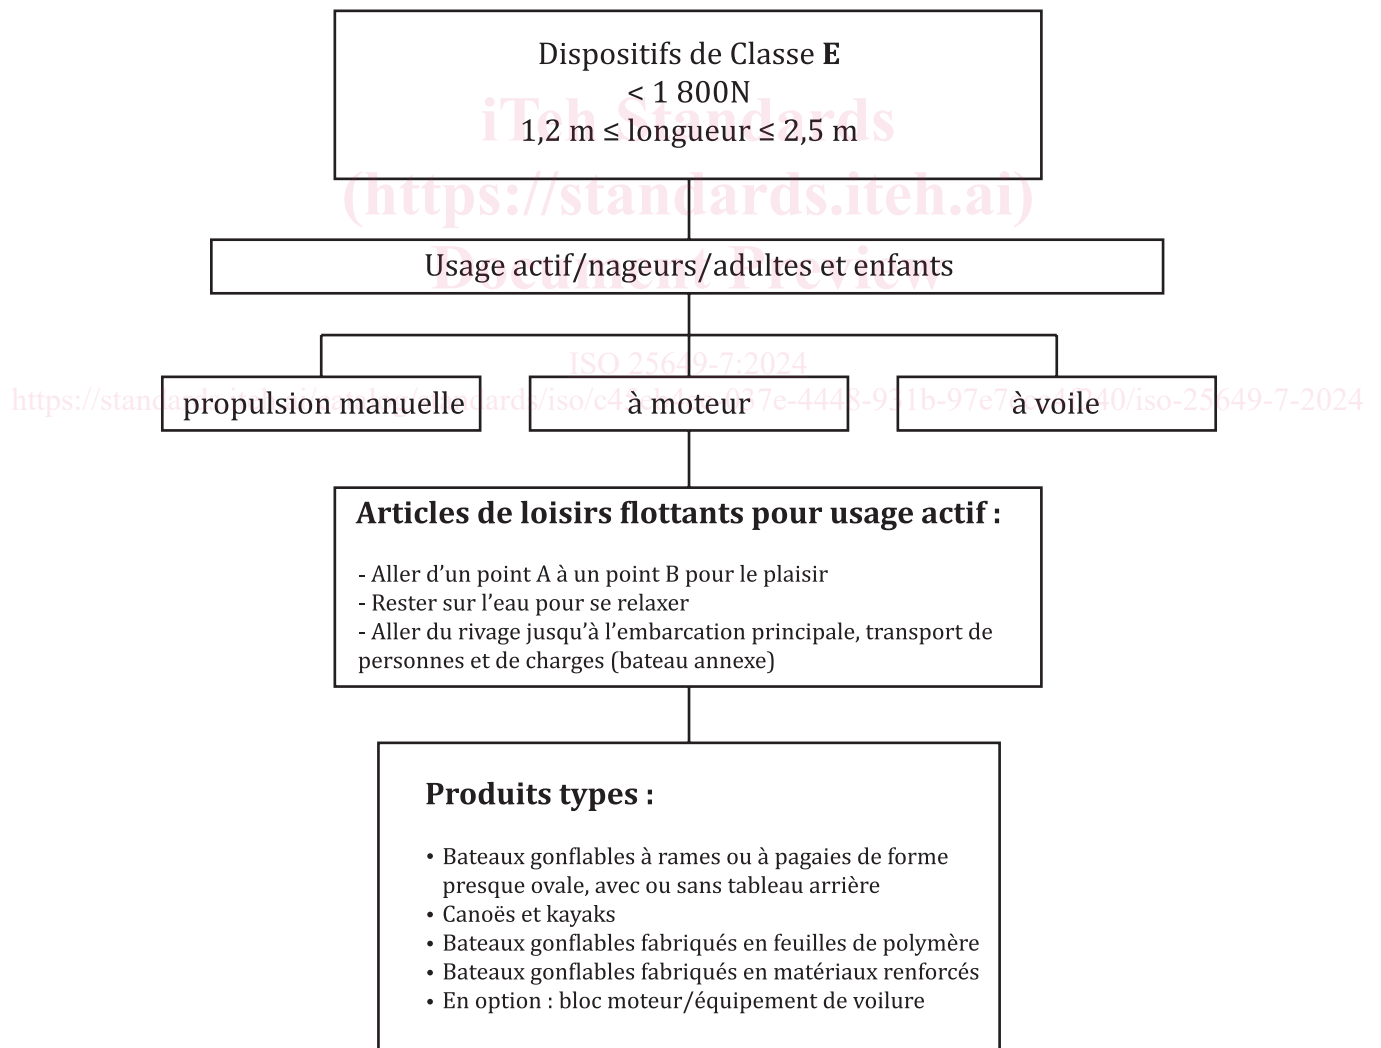 Dispositifs de Classe E
< 1 800N
1,2 m ≤ longueur ≤ 2,5 m
iTeh Standards
(https://standards.iteh.ai)
Document Preview
Usage actif/nageurs/adultes et enfants
ISO 25649-7:2024
propulsion manuelle
à moteur
à voile
Articles de loisirs flottants pour usage actif :
- Aller d’un point A à un point B pour le plaisir
- Rester sur l’eau pour se relaxer
- Aller du rivage jusqu’à l’embarcation principale, transport de
personnes et de charges (bateau annexe)
Produits types :
• Bateaux gonflables à rames ou à pagaies de forme
presque ovale, avec ou sans tableau arrière
• Canoës et kayaks
• Bateaux gonflables fabriqués en feuilles de polymère
• Bateaux gonflables fabriqués en matériaux renforcés
• En option : bloc moteur/équipement de voilure